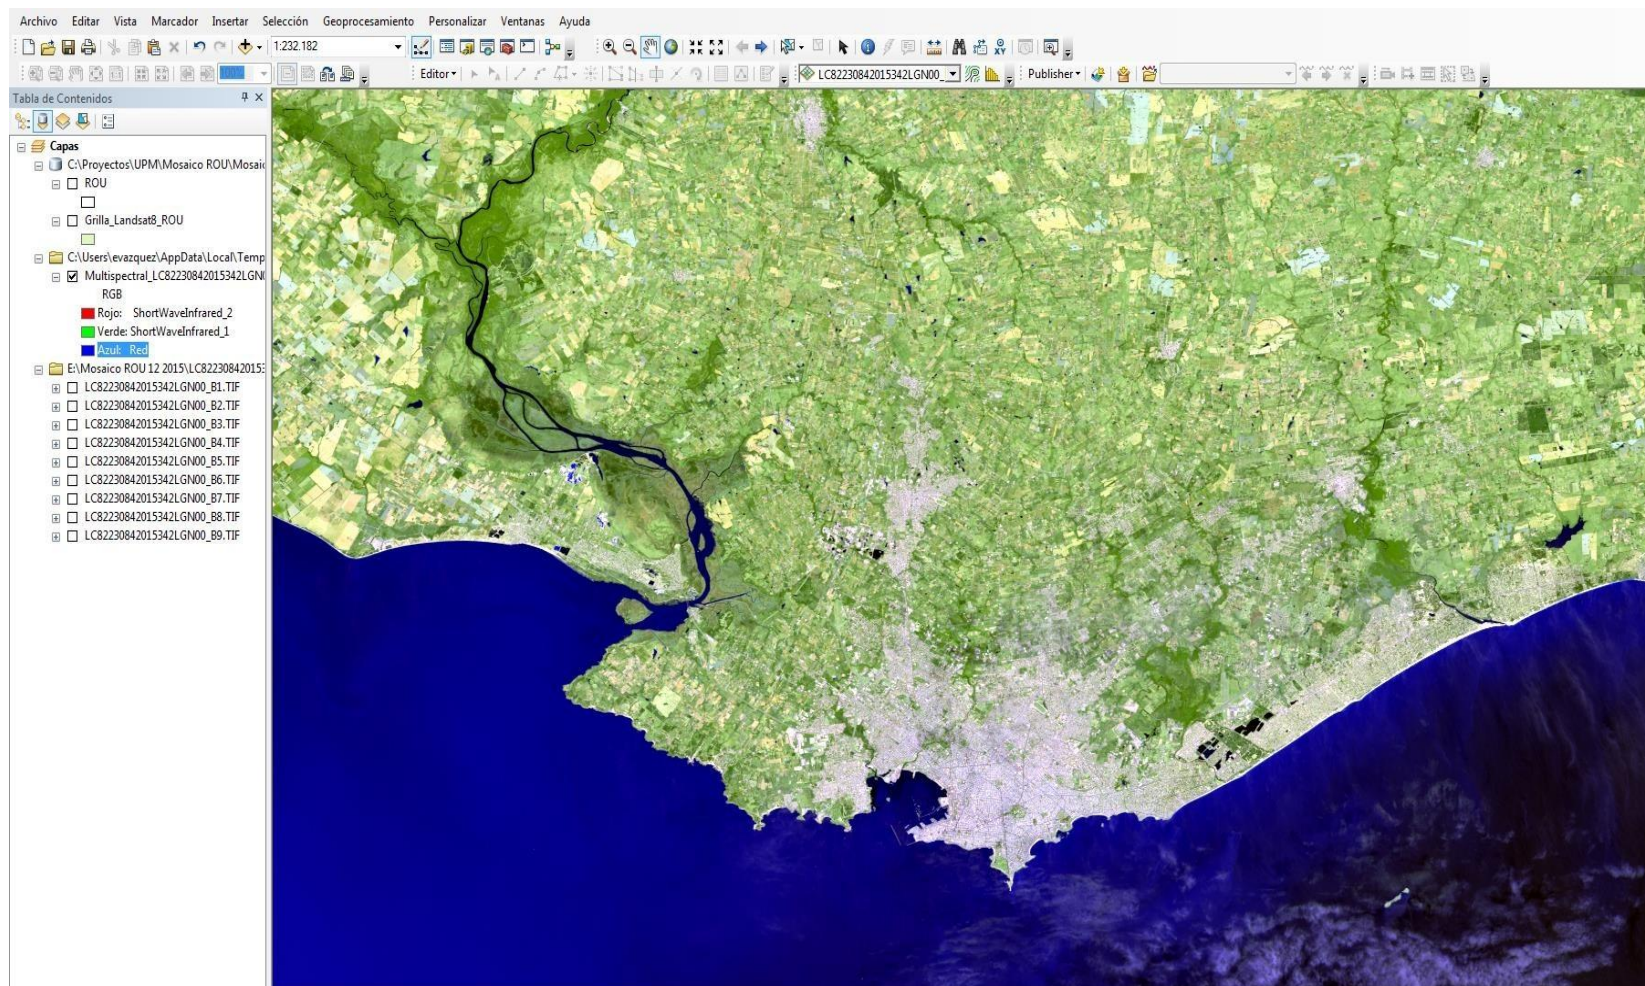 Archivo Editar Vista Marcador Insertar Selección Geoprocesamiento Personalizar Ventanas Ayuda
1:232.182
100%
Editor
LC82230842015342LGN00_
Publisher
Tabla de Contenidos
Capas
C:\Proyectos\UPM\Mosaico ROU\Mosaic
ROU
Grilla_Landsat8_ROU
C:\Users\evazquez\AppData\Local\Temp
Multispectral_LC82230842015342LGN
RGB
Rojo: ShortWaveInfrared_2
Verde: ShortWaveInfrared_1
Azul: Red
E:\Mosaico ROU 12 2015\LC82230842015
LC82230842015342LGN00_B1.TIF
LC82230842015342LGN00_B2.TIF
LC82230842015342LGN00_B3.TIF
LC82230842015342LGN00_B4.TIF
LC82230842015342LGN00_B5.TIF
LC82230842015342LGN00_B6.TIF
LC82230842015342LGN00_B7.TIF
LC82230842015342LGN00_B8.TIF
LC82230842015342LGN00_B9.TIF